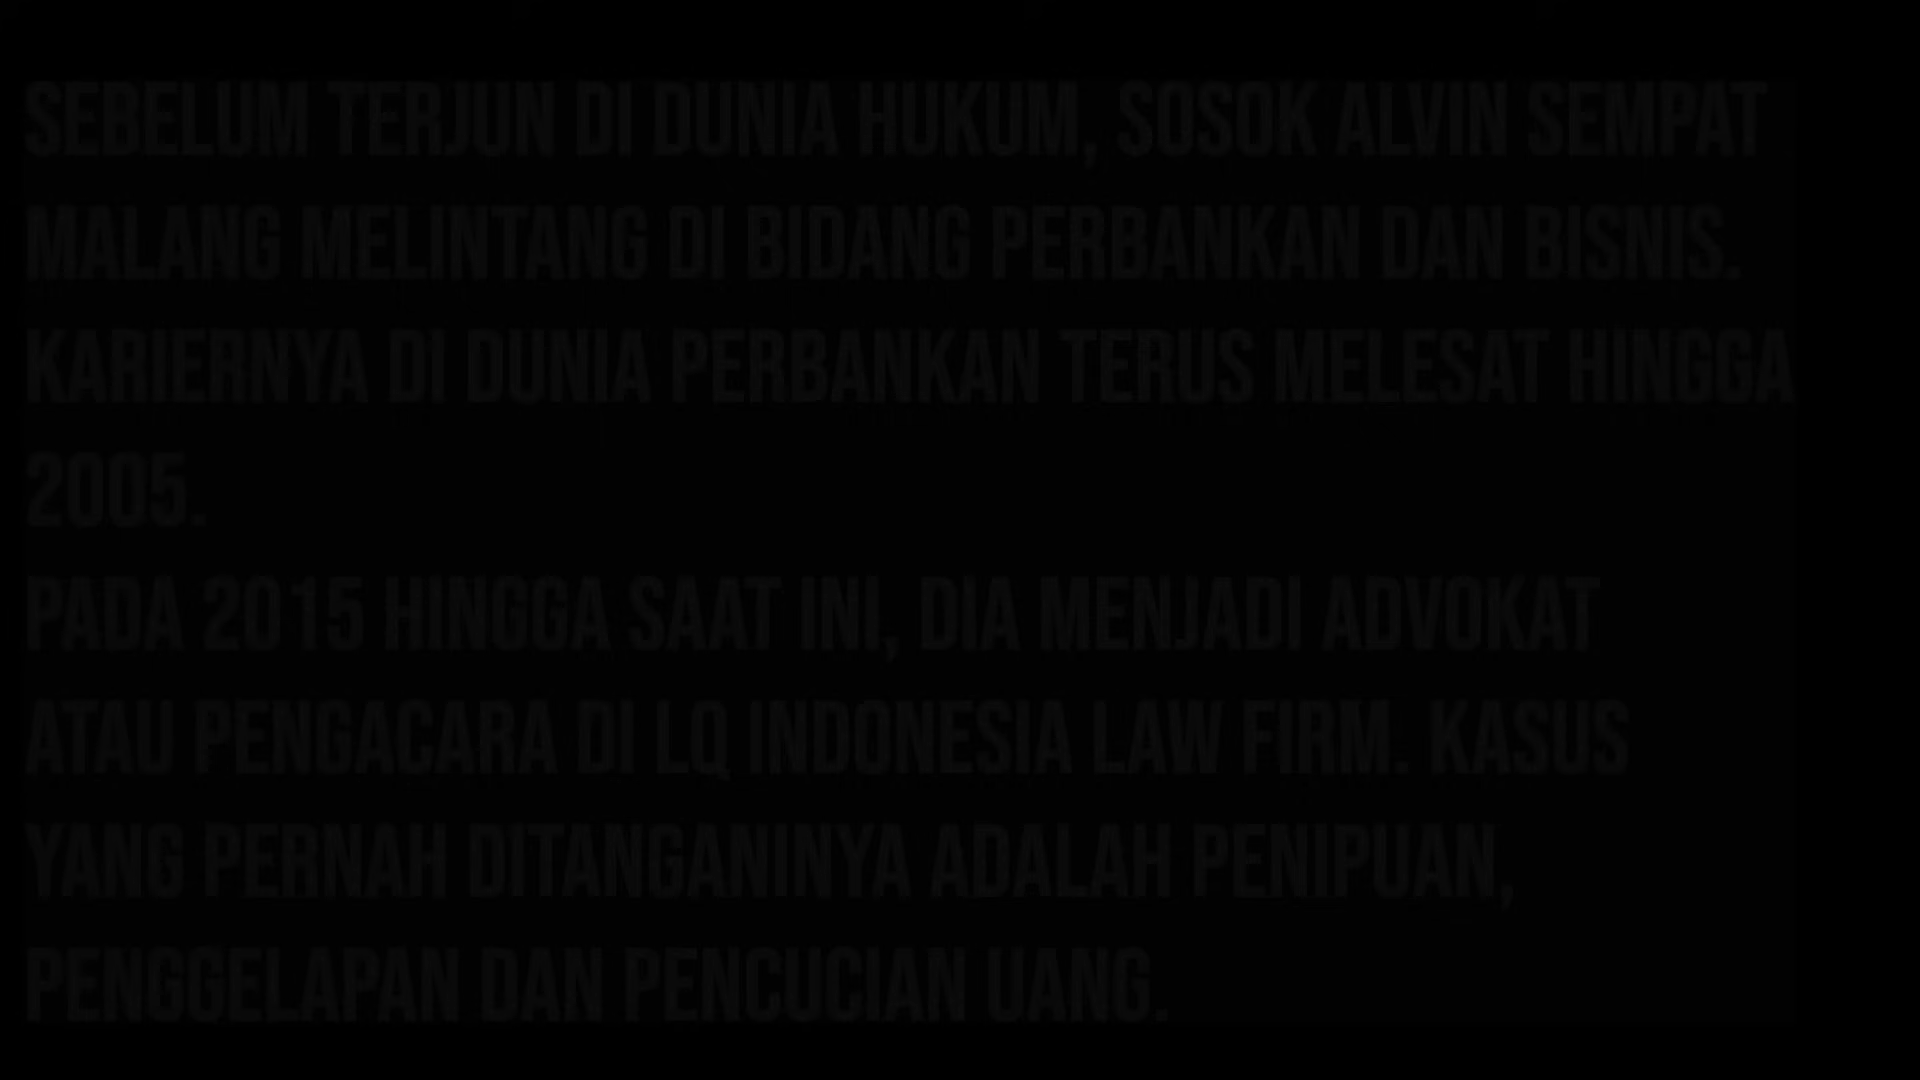 SEBELUM TERJUN DI DUNIA HUKUM, SOSOK ALVIN SEMPAT
MALANG MELINTANG DI BIDANG PERBANKAN DAN BISNIS.
KARIERNYA DI DUNIA PERBANKAN TERUS MELESAT HINGGA
2005.
PADA 2015 HINGGA SAAT INI, DIA MENJADI ADVOKAT
ATAU PENGACARA DI LQ INDONESIA LAW FIRM. KASUS
YANG PERNAH DITANGANINYA ADALAH PENIPUAN,
PENGGELAPAN DAN PENCUCIAN UANG.